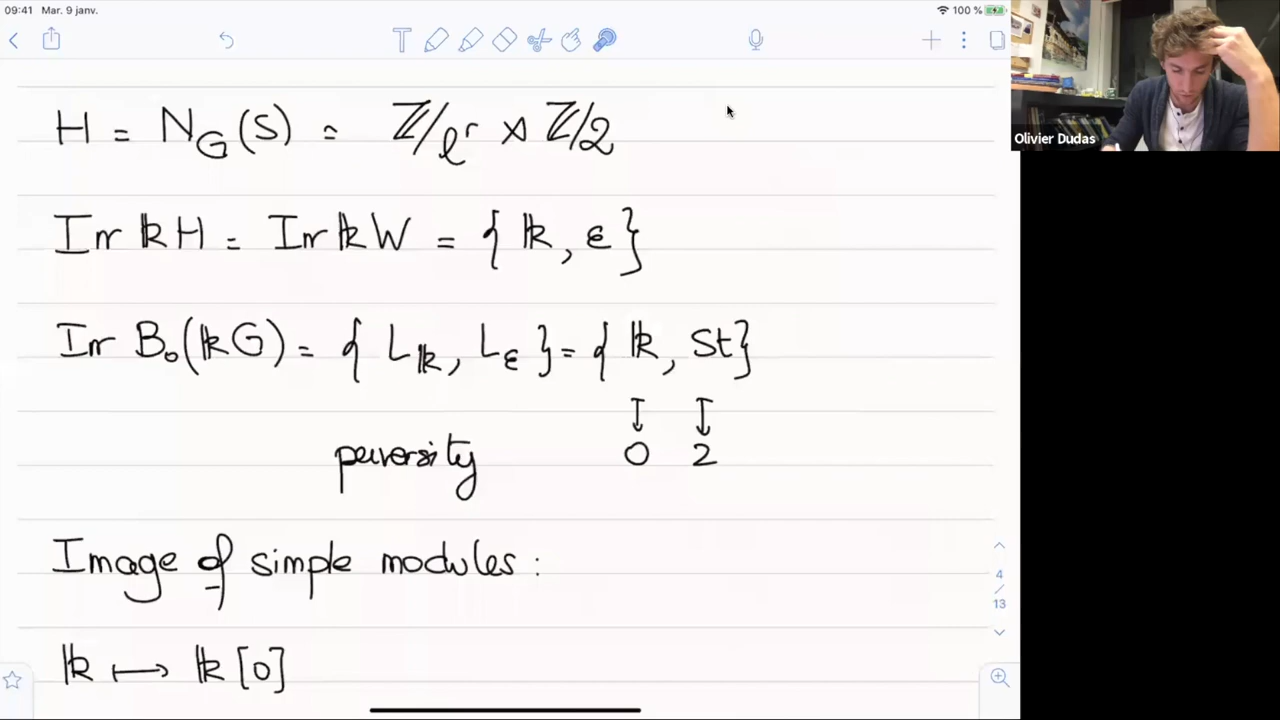 09:41 Mar. 9 janv.
100 %
Olivier Dudas
H = N_G(S) = ℤ/ℓ^r ⋊ ℤ/2
Irr 𝕜H = Irr 𝕜W = { 𝕜, ε }
Irr B₀(𝕜G) = { L_𝕜, L_ε } = { 𝕜, St }
↧ ↧
perversity 0 2
Image of simple modules :
4
/
13
𝕜 ⟼ 𝕜[0]